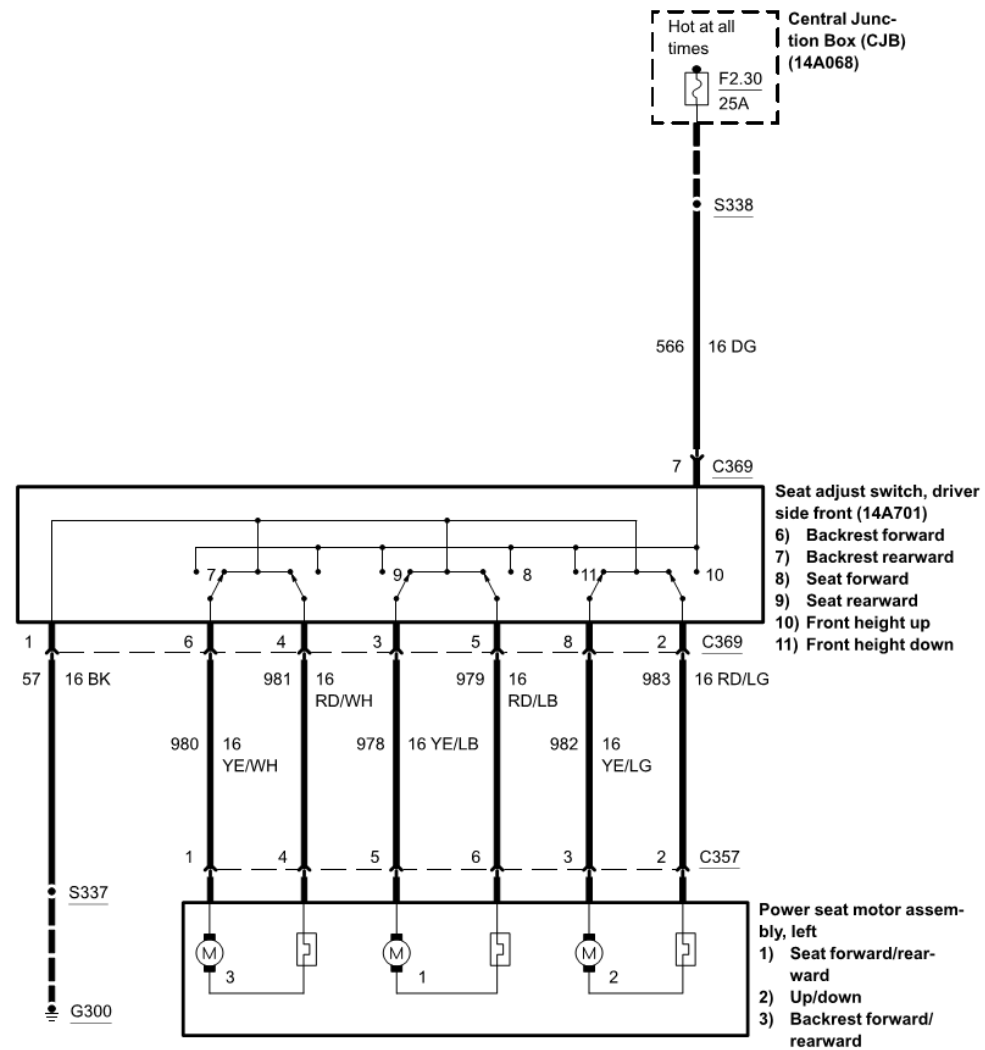 Hot at all
times
F2.30
25A
Central Junc-
tion Box (CJB)
(14A068)
S338
566 16 DG
7 C369
Seat adjust switch, driver
side front (14A701)
6) Backrest forward
7) Backrest rearward
8) Seat forward
9) Seat rearward
10) Front height up
11) Front height down
7 9 8 11 10
1 6 4 3 5 8 2 C369
57 16 BK 981 16 979 16 983 16 RD/LG
RD/WH RD/LB
980 16 978 16 YE/LB 982 16
YE/WH YE/LG
1 4 5 6 3 2 C357
S337
G300
M M M
3 1 2
Power seat motor assem-
bly, left
1) Seat forward/rear-
ward
2) Up/down
3) Backrest forward/
rearward